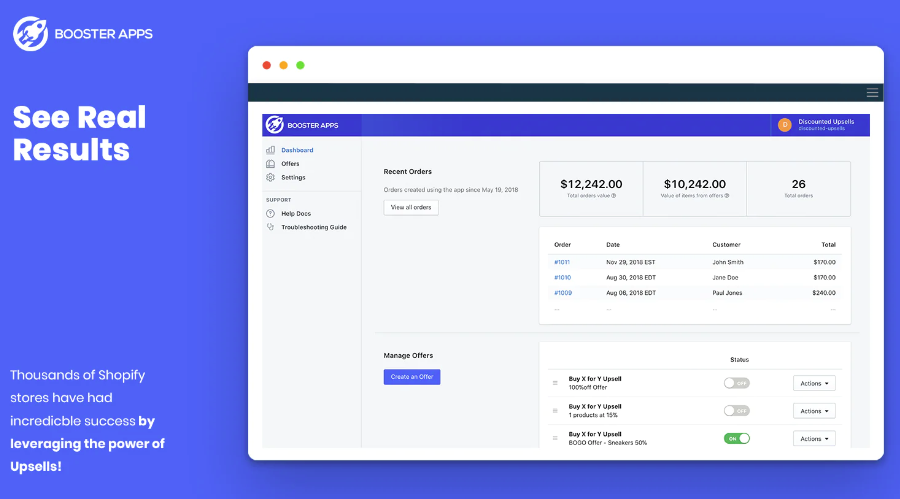 BOOSTER APPS
See Real
Results
Thousands of Shopify
stores have had
incredicble success by
leveraging the power of
Upsells!
BOOSTER APPS
D
Discounted Upsells
discounted-upsells
Dashboard
Offers
Settings
SUPPORT
Help Docs
Troubleshooting Guide
Recent Orders
Orders created using the app since May 19, 2018
View all orders
$12,242.00
Total orders value
$10,242.00
Value of items from offers
26
Total orders
Order Date Customer Total
#1011 Nov 29, 2018 EST John Smith $170.00
#1010 Aug 30, 2018 EDT Jane Doe $170.00
#1009 Aug 06, 2018 EDT Paul Jones $240.00
... ... ... ...
Manage Offers
Create an Offer
Status
Buy X for Y Upsell
100%off Offer
OFF
Actions
Buy X for Y Upsell
1 products at 15%
OFF
Actions
Buy X for Y Upsell
BOGO Offer - Sneakers 50%
ON
Actions